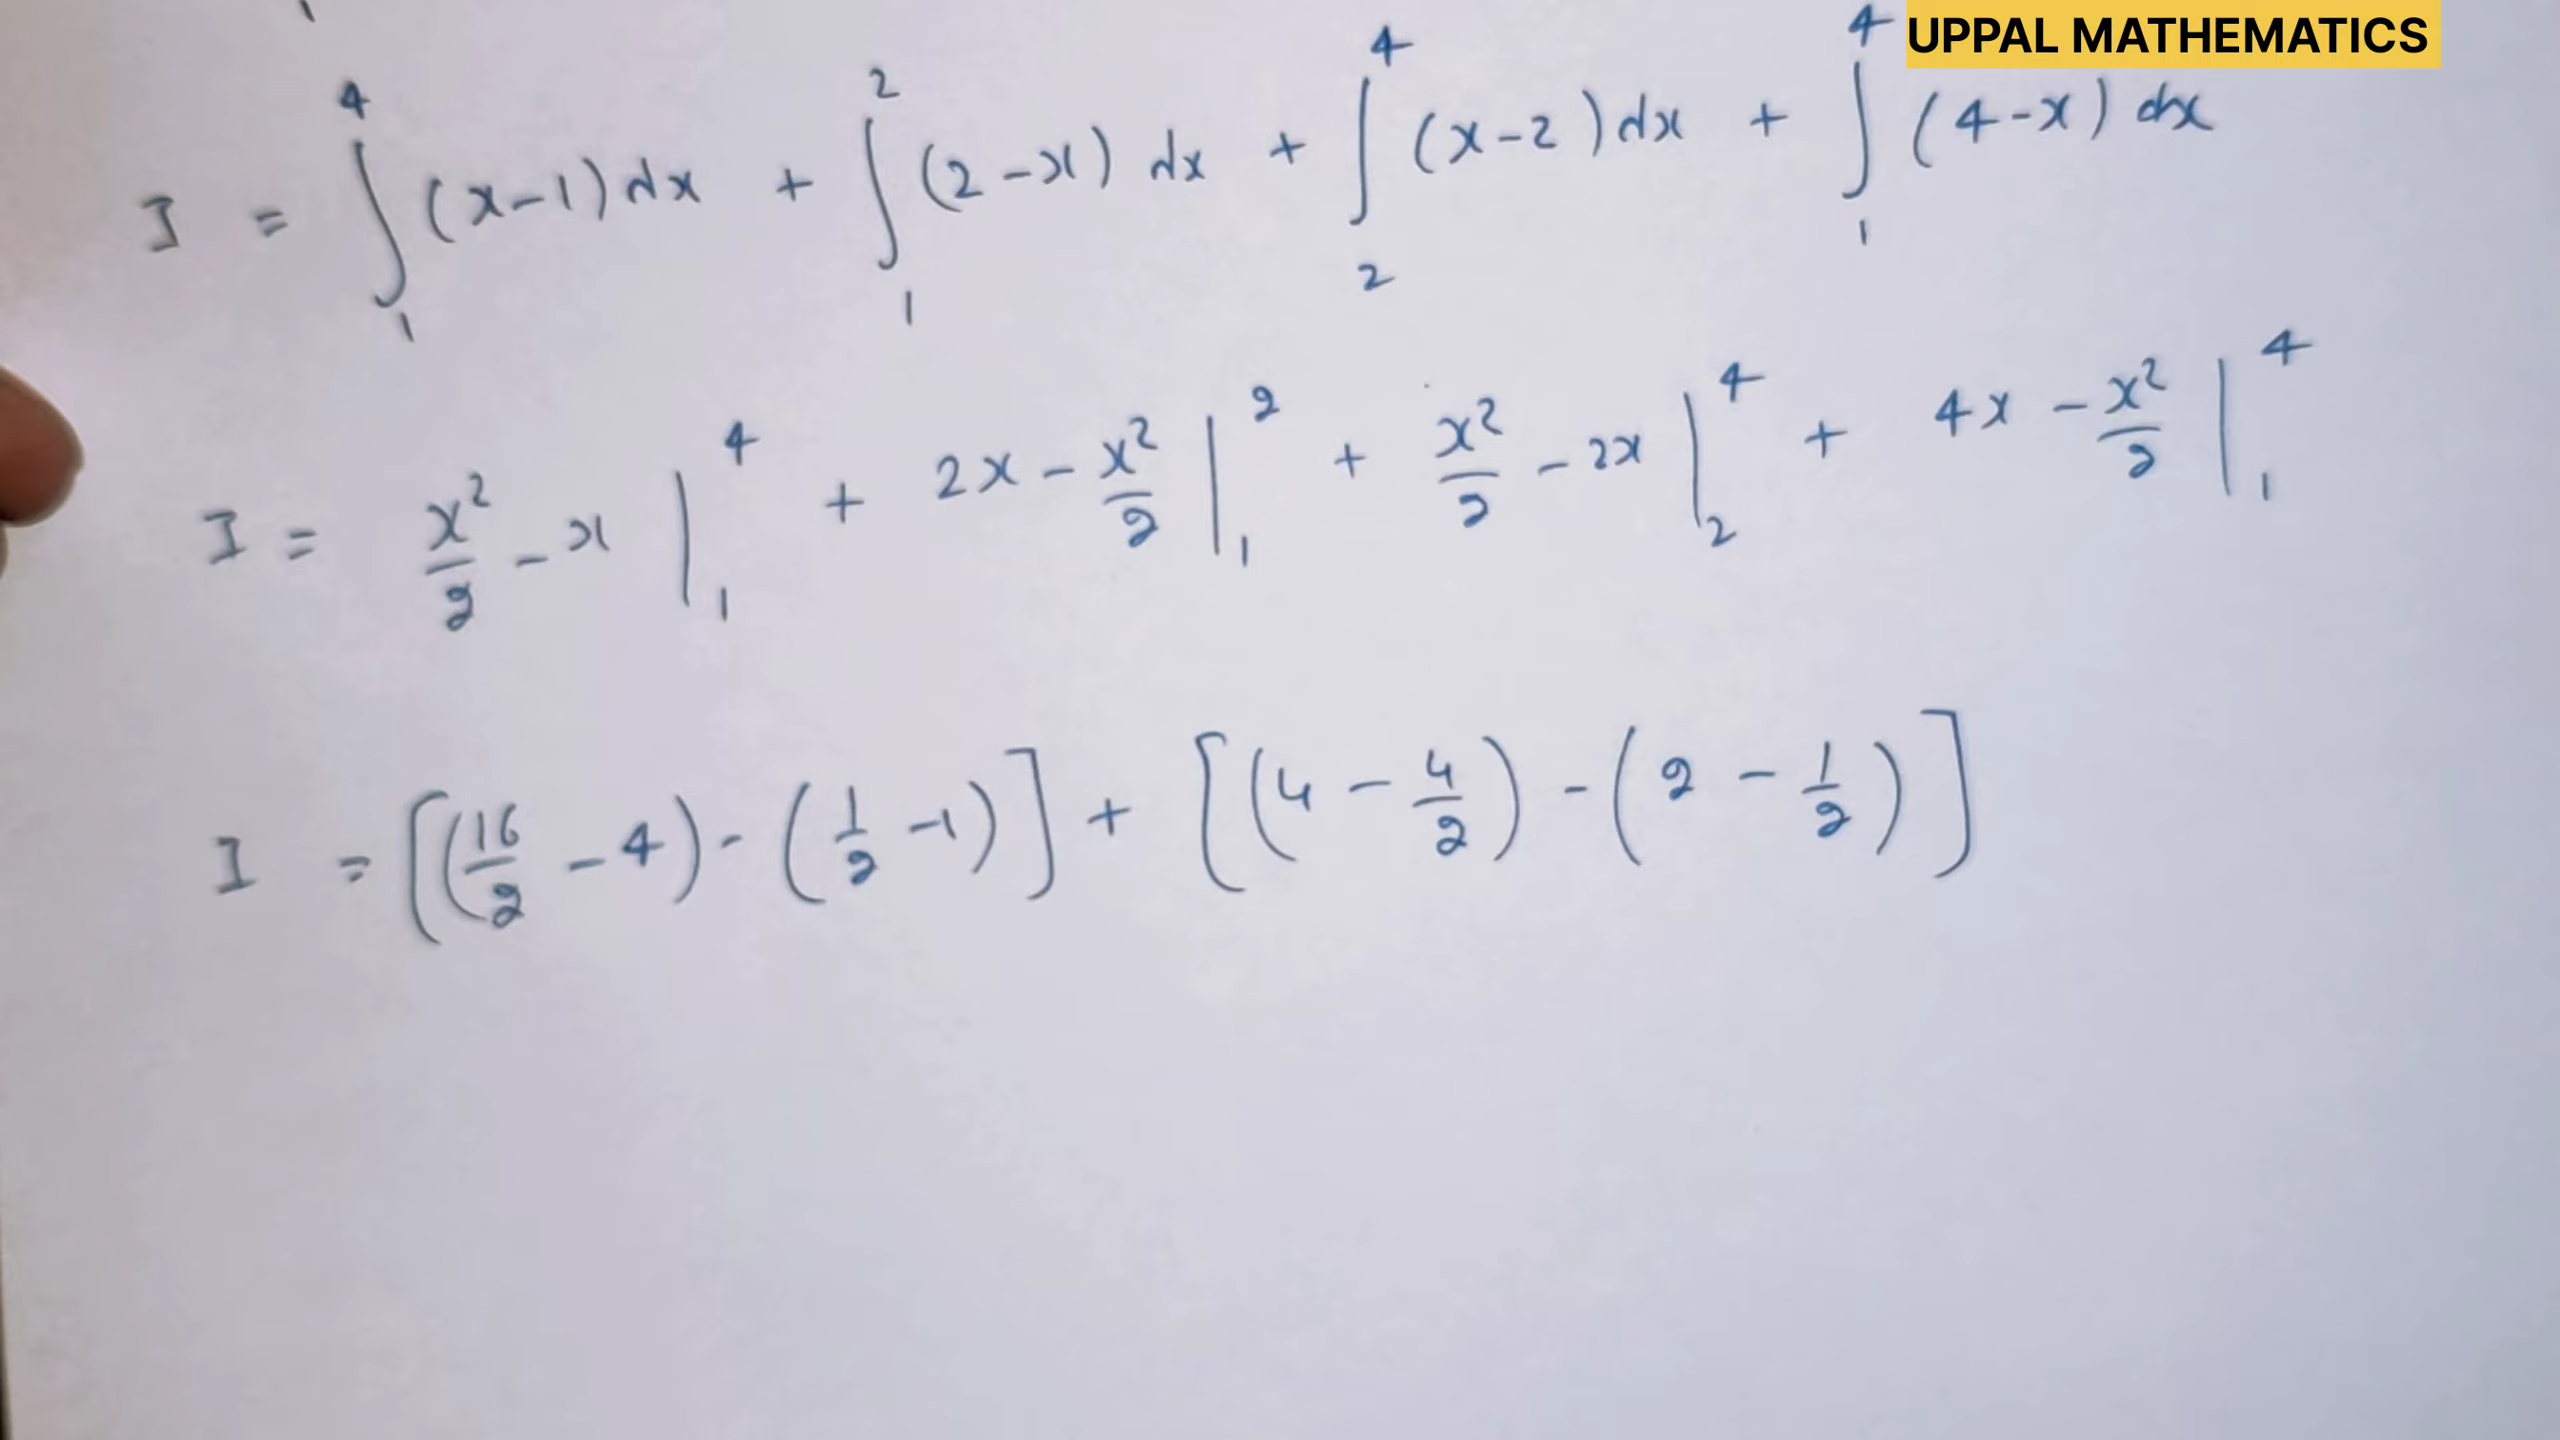 UPPAL MATHEMATICS
I = ∫₁⁴ (x-1) dx + ∫₁² (2-x) dx + ∫₂⁴ (x-2) dx + ∫₁⁴ (4-x) dx
I = x²/2 - x |₁⁴ + 2x - x²/2 |₁² + x²/2 - 2x |₂⁴ + 4x - x²/2 |₁⁴
I = [(16/2 - 4) - (1/2 - 1)] + [(4 - 4/2) - (2 - 1/2)]